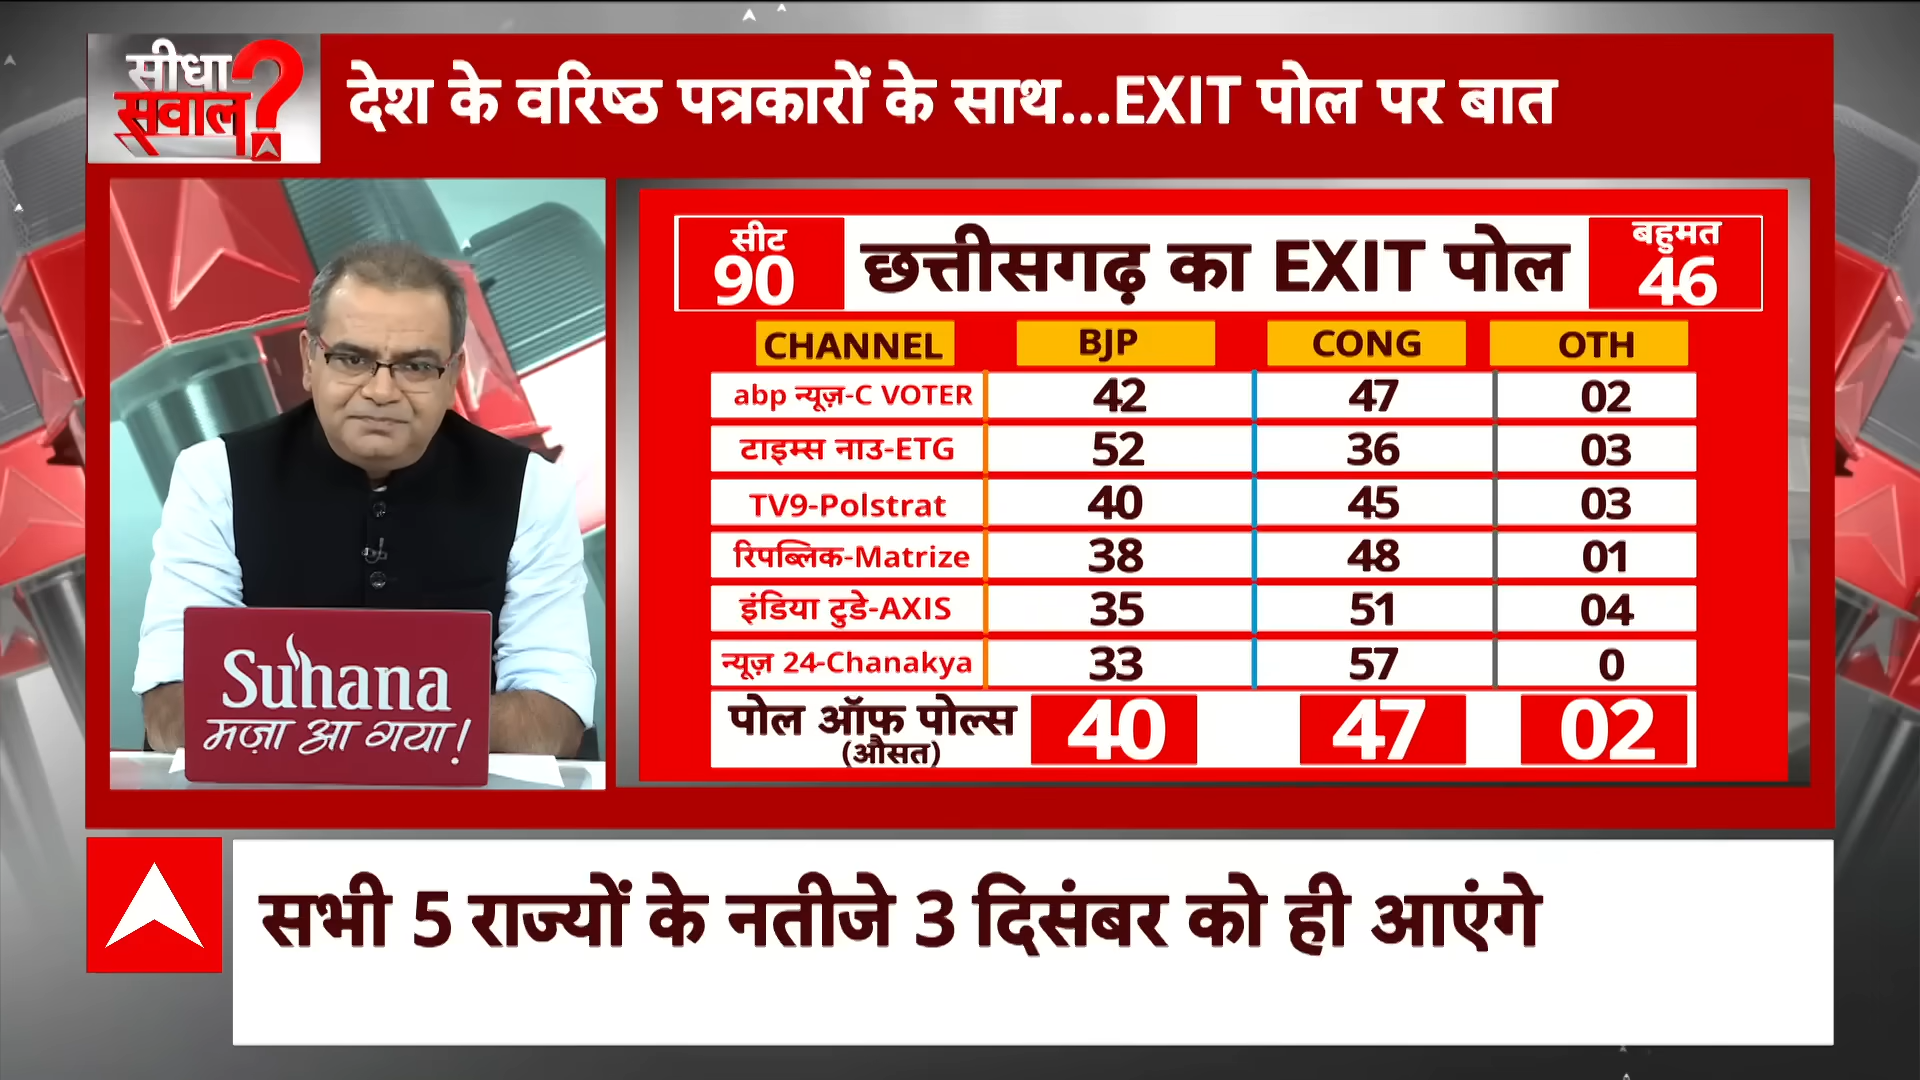 सीधा
सवाल?
देश के वरिष्ठ पत्रकारों के साथ...EXIT पोल पर बात
सीट
90
छत्तीसगढ़ का EXIT पोल
बहुमत
46
CHANNEL BJP CONG OTH
abp न्यूज़-C VOTER 42 47 02
टाइम्स नाउ-ETG 52 36 03
TV9-Polstrat 40 45 03
रिपब्लिक-Matrize 38 48 01
इंडिया टुडे-AXIS 35 51 04
न्यूज़ 24-Chanakya 33 57 0
पोल ऑफ पोल्स 40 47 02
(औसत)
Suhana
मज़ा आ गया!
सभी 5 राज्यों के नतीजे 3 दिसंबर को ही आएंगे